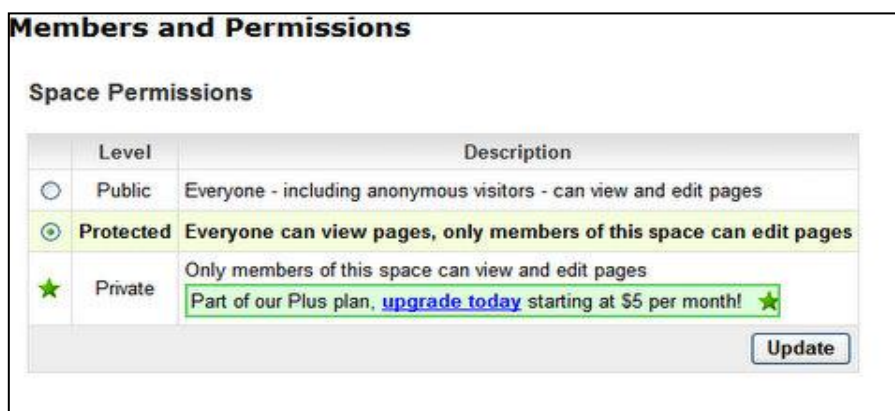 Members and Permissions
Space Permissions
Level Description
Public Everyone - including anonymous visitors - can view and edit pages
Protected Everyone can view pages, only members of this space can edit pages
Only members of this space can view and edit pages
Private
Part of our Plus plan, upgrade today starting at $5 per month!
Update